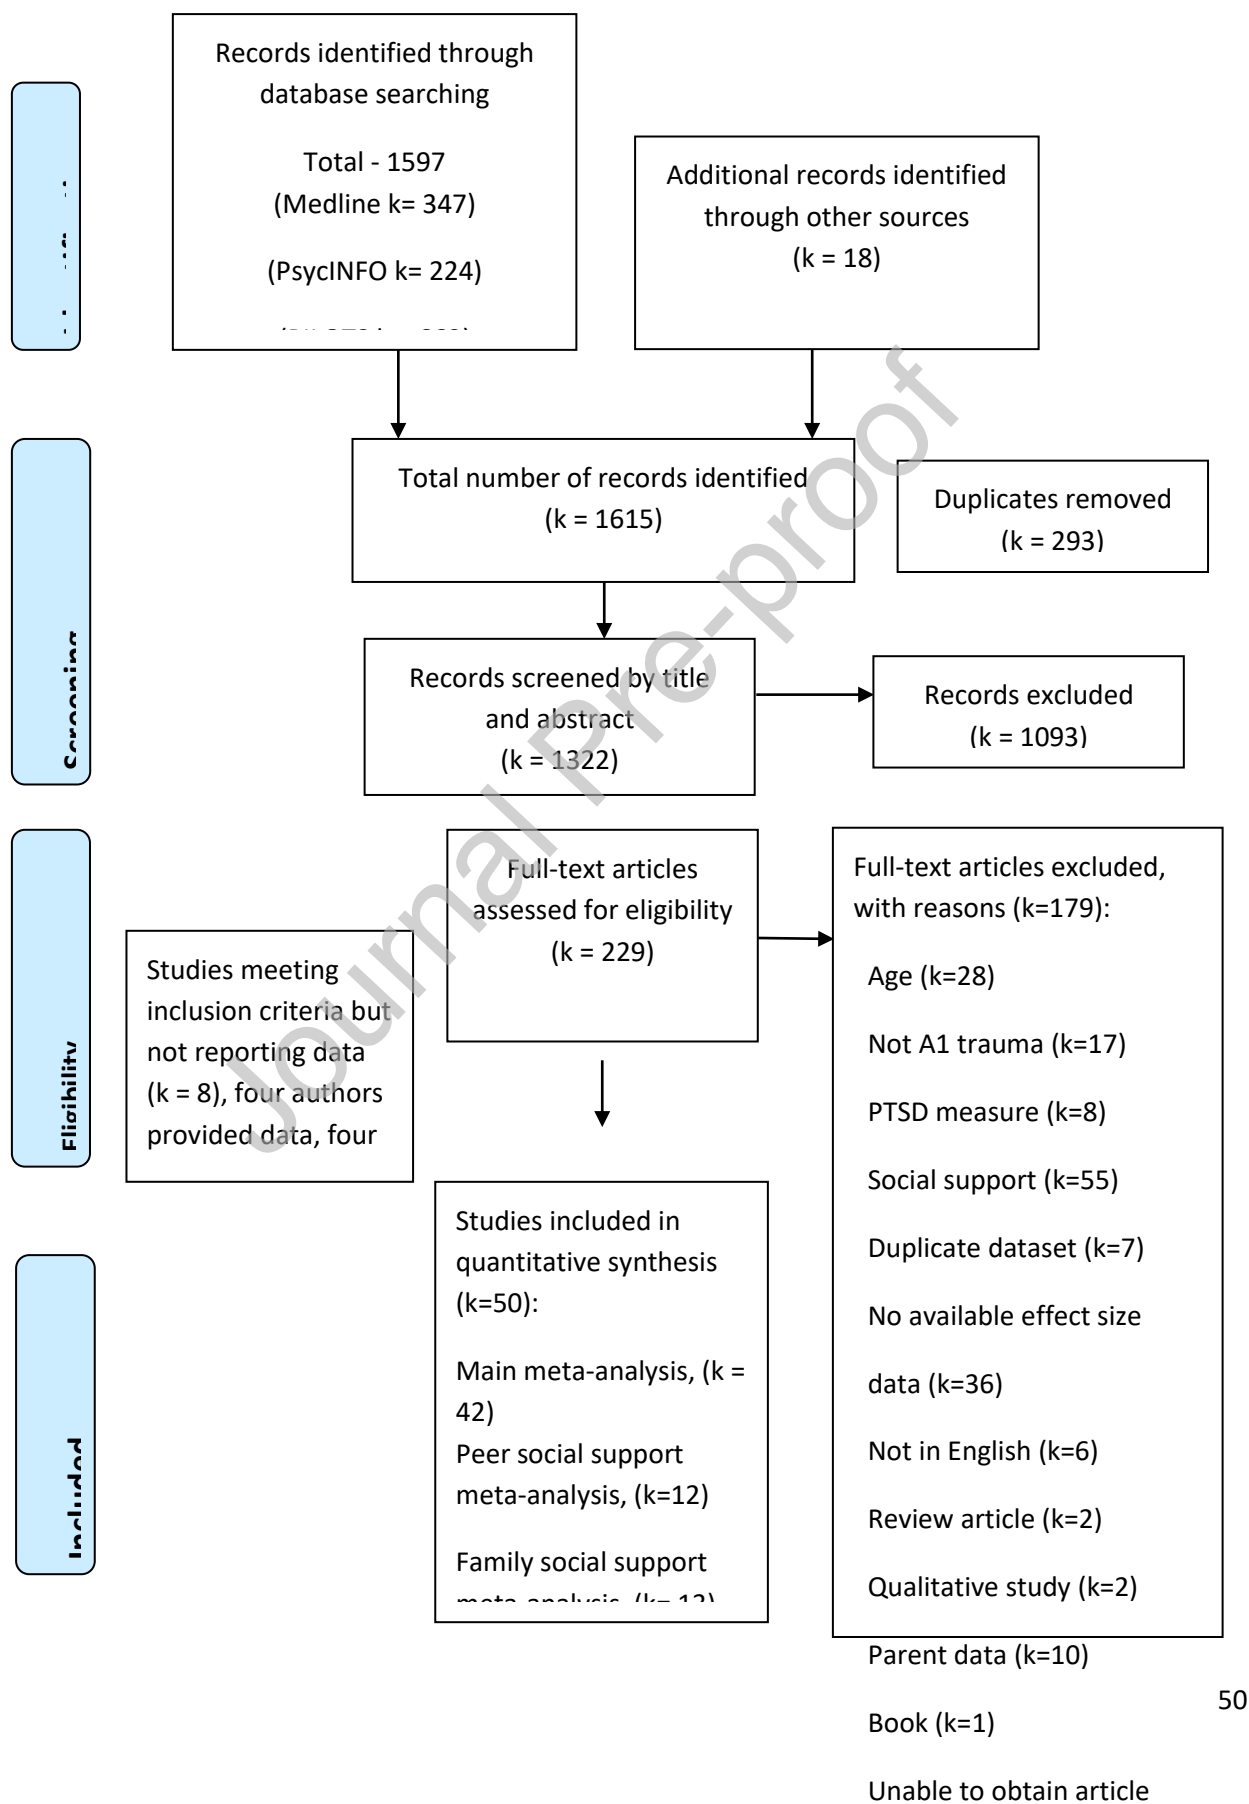 Records identified through
database searching
Total - 1597
(Medline k= 347)
(PsycINFO k= 224)
Additional records identified
through other sources
(k = 18)
Total number of records identified
(k = 1615)
Duplicates removed
(k = 293)
Screening
Records screened by title
and abstract
(k = 1322)
Records excluded
(k = 1093)
Eligibility
Full-text articles
assessed for eligibility
(k = 229)
Studies meeting
inclusion criteria but
not reporting data
(k = 8), four authors
provided data, four
Full-text articles excluded,
with reasons (k=179):
Age (k=28)
Not A1 trauma (k=17)
PTSD measure (k=8)
Social support (k=55)
Duplicate dataset (k=7)
No available effect size
data (k=36)
Not in English (k=6)
Review article (k=2)
Qualitative study (k=2)
Parent data (k=10)
Book (k=1)
Unable to obtain article
Included
Studies included in
quantitative synthesis
(k=50):
Main meta-analysis, (k =
42)
Peer social support
meta-analysis, (k=12)
Family social support
meta-analysis, (k= 13)
Journal Pre-proof
50